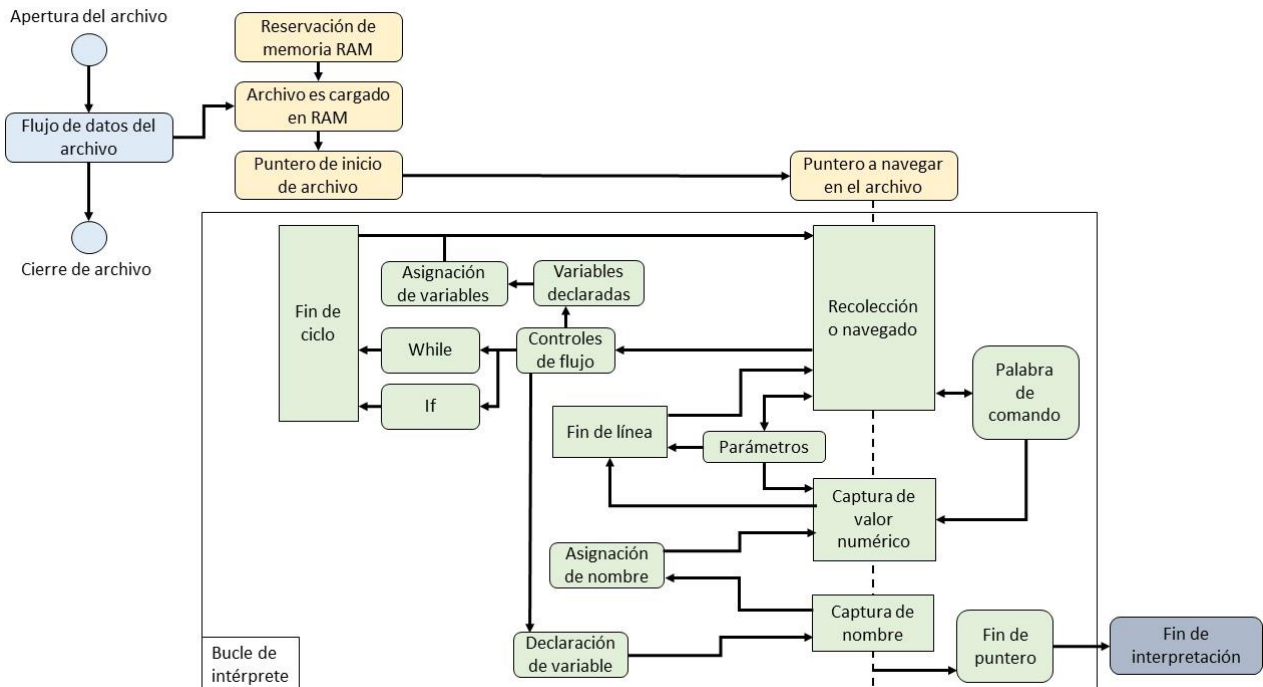 Apertura del archivo
Reservación de
memoria RAM
Archivo es cargado
en RAM
Flujo de datos del
archivo
Puntero de inicio
de archivo
Puntero a navegar
en el archivo
Cierre de archivo
Fin de
ciclo
Asignación
de variables
Variables
declaradas
Recolección
o navegado
While
Controles
de flujo
If
Palabra
de
comando
Fin de línea
Parámetros
Captura de
valor
numérico
Asignación
de nombre
Captura de
nombre
Declaración
de variable
Fin de
puntero
Fin de
interpretación
Bucle de
intérprete